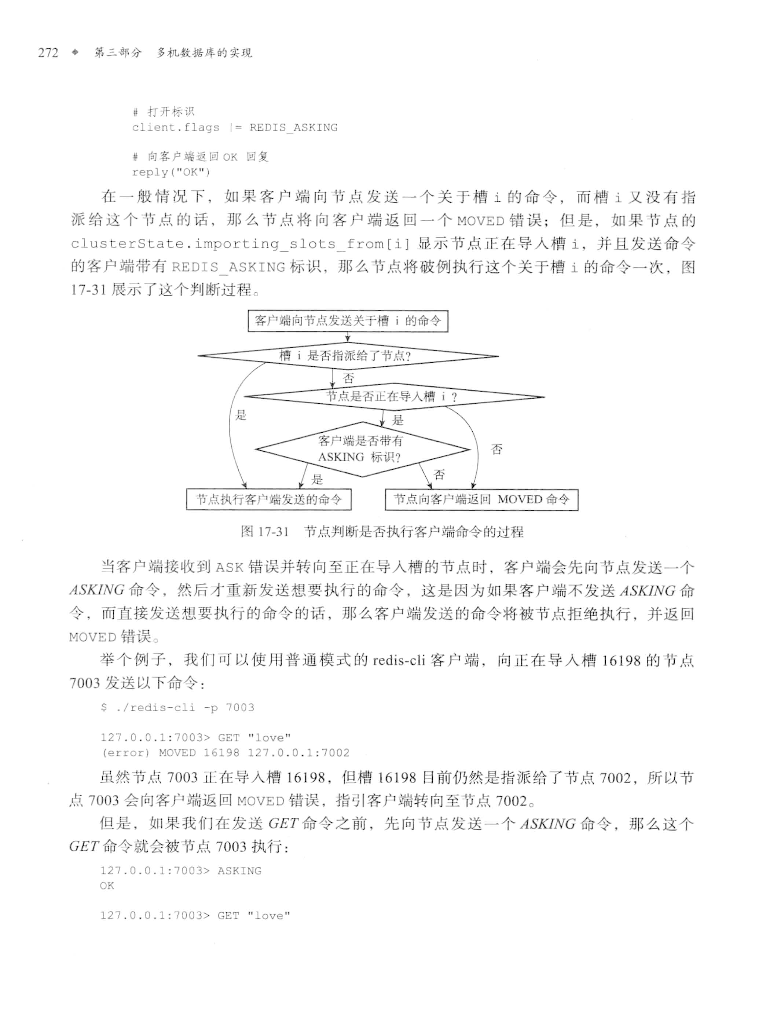 272 ◆ 第三部分 多机数据库的实现
# 打开标识
client.flags |= REDIS_ASKING
# 向客户端返回OK 回复
reply("OK")
在一般情况下，如果客户端向节点发送一个关于槽 i 的命令，而槽 i 又没有指
派给这个节点的话，那么节点将向客户端返回一个 MOVED 错误；但是，如果节点的
clusterState.importing_slots_from[i] 显示节点正在导入槽 i，并且发送命令
的客户端带有 REDIS_ASKING 标识，那么节点将破例执行这个关于槽 i 的命令一次，图
17-31 展示了这个判断过程。
客户端向节点发送关于槽 i 的命令
槽 i 是否指派给了节点？
否
节点是否正在导入槽 i ？
是
是
客户端是否带有
ASKING 标识？
否
是
否
节点执行客户端发送的命令
节点向客户端返回 MOVED 命令
图 17-31 节点判断是否执行客户端命令的过程
当客户端接收到 ASK 错误并转向至正在导入槽的节点时，客户端会先向节点发送一个
ASKING 命令，然后才重新发送想要执行的命令，这是因为如果客户端不发送 ASKING 命
令，而直接发送想要执行的命令的话，那么客户端发送的命令将被节点拒绝执行，并返回
MOVED 错误。
举个例子，我们可以使用普通模式的 redis-cli 客户端，向正在导入槽 16198 的节点
7003 发送以下命令：
$ ./redis-cli -p 7003
127.0.0.1:7003> GET "love"
(error) MOVED 16198 127.0.0.1:7002
虽然节点 7003 正在导入槽 16198，但槽 16198 目前仍然是指派给了节点 7002，所以节
点 7003 会向客户端返回 MOVED 错误，指引客户端转向至节点 7002。
但是，如果我们在发送 GET 命令之前，先向节点发送一个 ASKING 命令，那么这个
GET 命令就会被节点 7003 执行：
127.0.0.1:7003> ASKING
OK
127.0.0.1:7003> GET "love"